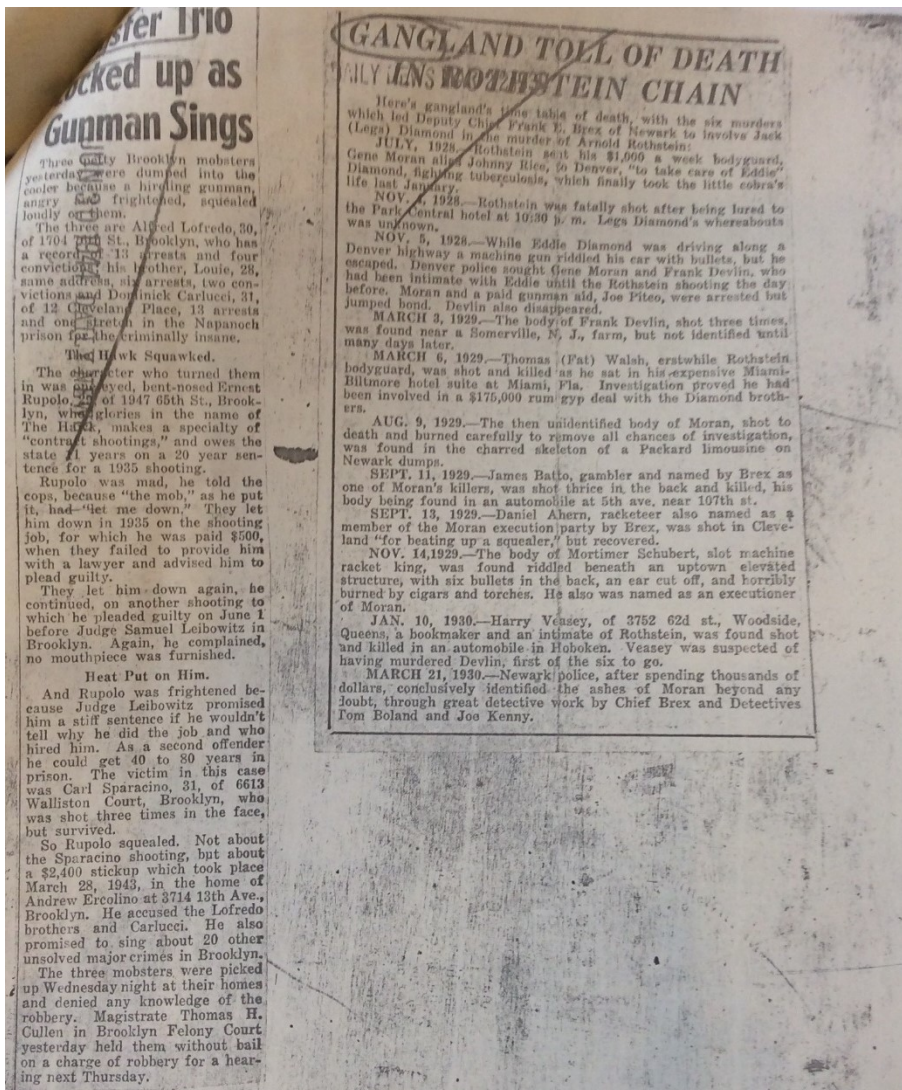 Trio
locked up as
Gunman Sings
Three Brooklyn mobsters
yesterday were dumped into the
cooler because a hireling gunman,
angry and frightened, squealed
loudly on them.
The three are Alfred Lofredo, 30,
of 1704 St., Brooklyn, who has
a record of 13 arrests and four
convictions, his brother, Louie, 28,
same address, six arrests, two con-
victions and Dominick Carlucci, 31,
of 12 Cleveland Place, 13 arrests
and one stretch in the Napanoch
prison for the criminally insane.
The Hawk Squawked.
The character who turned them
in was bent-nosed Ernest
Rupolo, of 1947 65th St., Brook-
lyn, who glories in the name of
The Hawk, makes a specialty of
"contract shootings," and owes the
state years on a 20 year sen-
tence for a 1935 shooting.
Rupolo was mad, he told the
cops, because "the mob," as he put
it, had "let me down." They let
him down in 1935 on the shooting
job, for which he was paid $500,
when they failed to provide him
with a lawyer and advised him to
plead guilty.
They let him down again, he
continued, on another shooting to
which he pleaded guilty on June 1
before Judge Samuel Leibowitz in
Brooklyn. Again, he complained,
no mouthpiece was furnished.
Heat Put on Him.
And Rupolo was frightened be-
cause Judge Leibowitz promised
him a stiff sentence if he wouldn't
tell why he did the job and who
hired him. As a second offender
he could get 40 to 80 years in
prison. The victim in this case
was Carl Sparacino, 31, of 6613
Walliston Court, Brooklyn, who
was shot three times in the face,
but survived.
So Rupolo squealed. Not about
the Sparacino shooting, but about
a $2,400 stickup which took place
March 28, 1943, in the home of
Andrew Ercolino at 3714 13th Ave.,
Brooklyn. He accused the Lofredo
brothers and Carlucci. He also
promised to sing about 20 other
unsolved major crimes in Brooklyn.
The three mobsters were picked
up Wednesday night at their homes
and denied any knowledge of the
robbery. Magistrate Thomas H.
Cullen in Brooklyn Felony Court
yesterday held them without bail
on a charge of robbery for a hear-
ing next Thursday.
GANGLAND TOLL OF DEATH
IN ROTHSTEIN CHAIN
Here's gangland's time table of death, with the six murders
which led Deputy Chief Frank E. Brex of Newark to involve Jack
(Legs) Diamond in the murder of Arnold Rothstein:
JULY, 1928.—Rothstein sent his $1,000 a week bodyguard,
Gene Moran alias Johnny Rice, to Denver, "to take care of Eddie"
Diamond, fighting tuberculosis, which finally took the little cobra's
life last January.
NOV. 4, 1928.—Rothstein was fatally shot after being lured to
the Park Central hotel at 10:30 p. m. Legs Diamond's whereabouts
was unknown.
NOV. 5, 1928.—While Eddie Diamond was driving along a
Denver highway a machine gun riddled his car with bullets, but he
escaped. Denver police sought Gene Moran and Frank Devlin, who
had been intimate with Eddie until the Rothstein shooting the day
before. Moran and a paid gunman aid, Joe Piteo, were arrested but
jumped bond. Devlin also disappeared.
MARCH 3, 1929.—The body of Frank Devlin, shot three times,
was found near a Somerville, N. J., farm, but not identified until
many days later.
MARCH 6, 1929.—Thomas (Fat) Walsh, erstwhile Rothstein
bodyguard, was shot and killed as he sat in his expensive Miami-
Biltmore hotel suite at Miami, Fla. Investigation proved he had
been involved in a $175,000 rum gyp deal with the Diamond broth-
ers.
AUG. 9, 1929.—The then unidentified body of Moran, shot to
death and burned carefully to remove all chances of investigation,
was found in the charred skeleton of a Packard limousine on
Newark dumps.
SEPT. 11, 1929.—James Batto, gambler and named by Brex as
one of Moran's killers, was shot thrice in the back and killed, his
body being found in an automobile at 5th ave. near 107th st.
SEPT. 13, 1929.—Daniel Ahern, racketeer also named as a
member of the Moran execution party by Brex, was shot in Cleve-
land "for beating up a squealer," but recovered.
NOV. 14,1929.—The body of Mortimer Schubert, slot machine
racket king, was found riddled beneath an uptown elevated
structure, with six bullets in the back, an ear cut off, and horribly
burned by cigars and torches. He also was named as an executioner
of Moran.
JAN. 10, 1930.—Harry Veasey, of 3752 62d st., Woodside,
Queens, a bookmaker and an intimate of Rothstein, was found shot
and killed in an automobile in Hoboken. Veasey was suspected of
having murdered Devlin, first of the six to go.
MARCH 21, 1930.—Newark police, after spending thousands of
dollars, conclusively identified the ashes of Moran beyond any
doubt, through great detective work by Chief Brex and Detectives
Tom Boland and Joe Kenny.